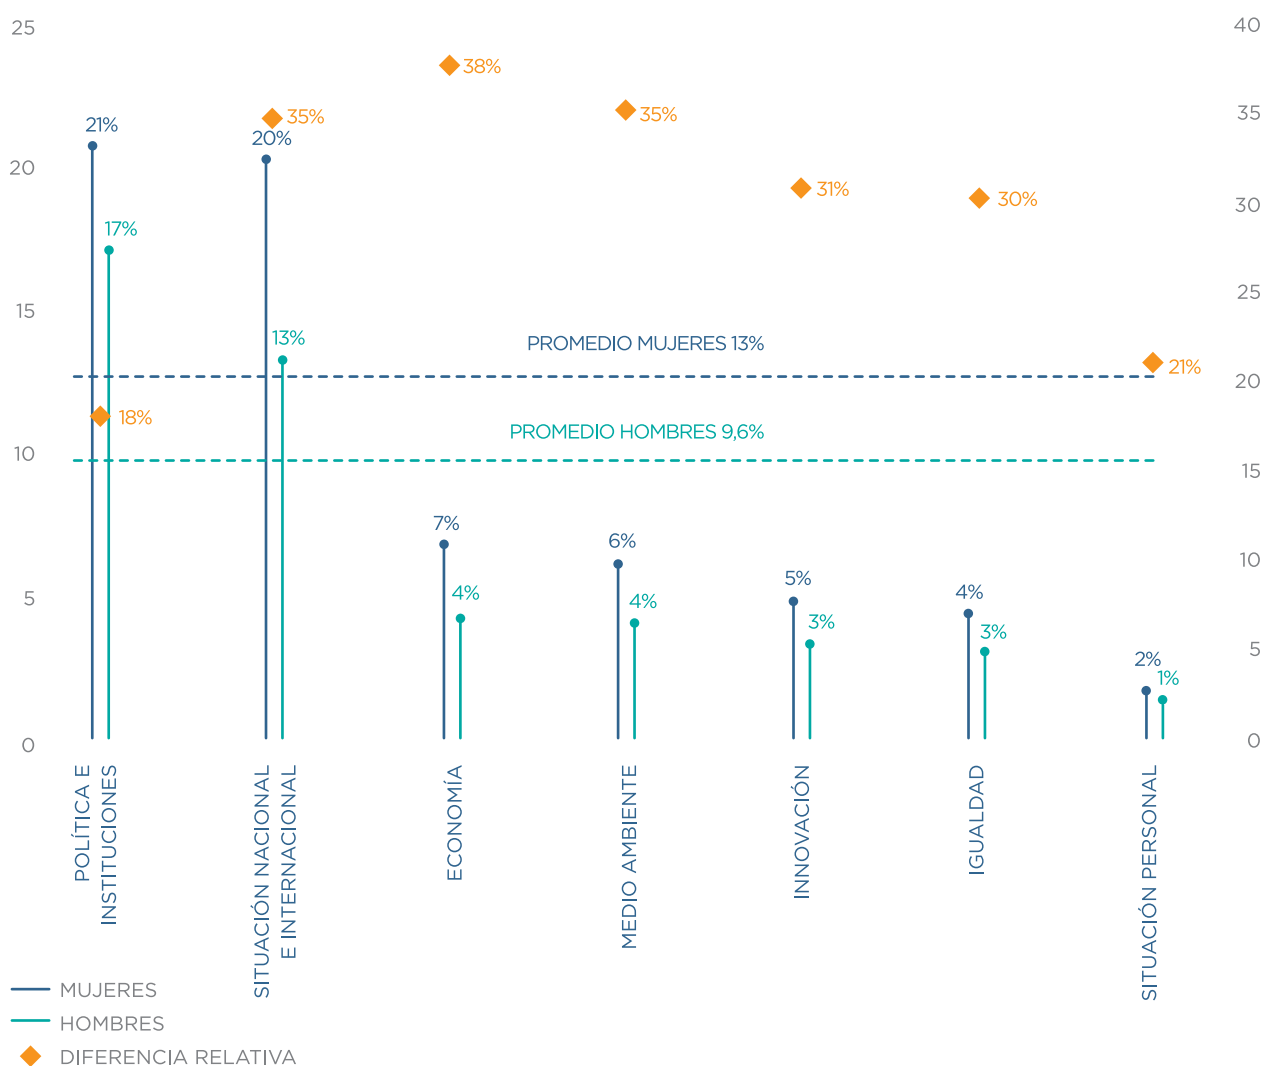 25
20
15
10
5
0
40
35
30
25
20
15
10
5
0
21%
17%
18%
20%
13%
35%
38%
7%
4%
35%
6%
4%
31%
5%
3%
30%
4%
3%
21%
2%
1%
PROMEDIO MUJERES 13%
PROMEDIO HOMBRES 9,6%
POLÍTICA E
INSTITUCIONES
SITUACIÓN NACIONAL
E INTERNACIONAL
ECONOMÍA
MEDIO AMBIENTE
INNOVACIÓN
IGUALDAD
SITUACIÓN PERSONAL
MUJERES
HOMBRES
DIFERENCIA RELATIVA